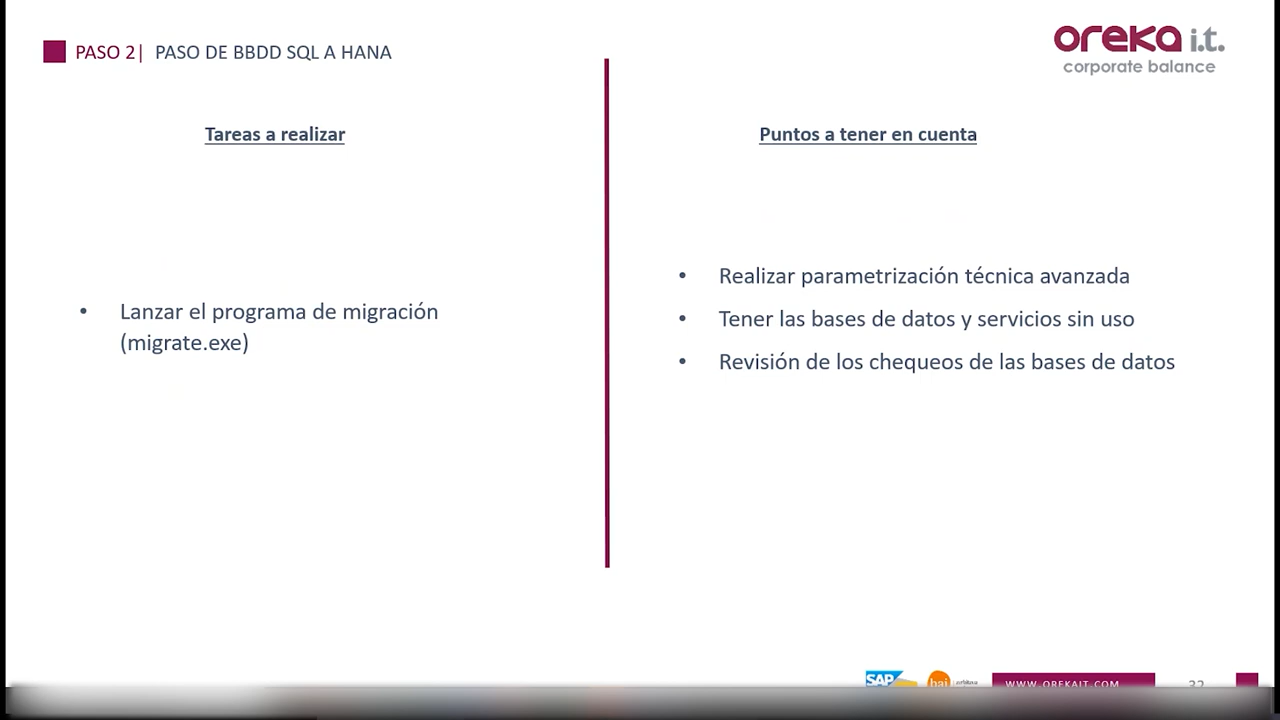 PASO 2| PASO DE BBDD SQL A HANA
oreka i.t.
corporate balance
Tareas a realizar
• Lanzar el programa de migración
(migrate.exe)
Puntos a tener en cuenta
• Realizar parametrización técnica avanzada
• Tener las bases de datos y servicios sin uso
• Revisión de los chequeos de las bases de datos
SAP
bai
WWW.OREKAIT.COM
32